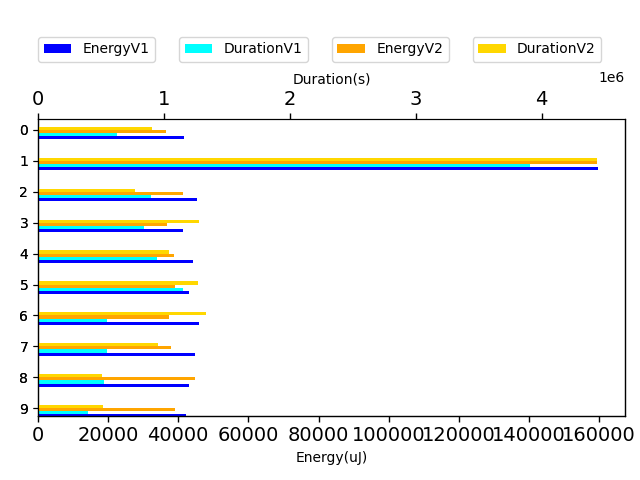 EnergyV1 DurationV1 EnergyV2 DurationV2
Duration(s)
1e6
0 1 2 3 4
0
1
2
3
4
5
6
7
8
9
0 20000 40000 60000 80000 100000 120000 140000 160000
Energy(uJ)